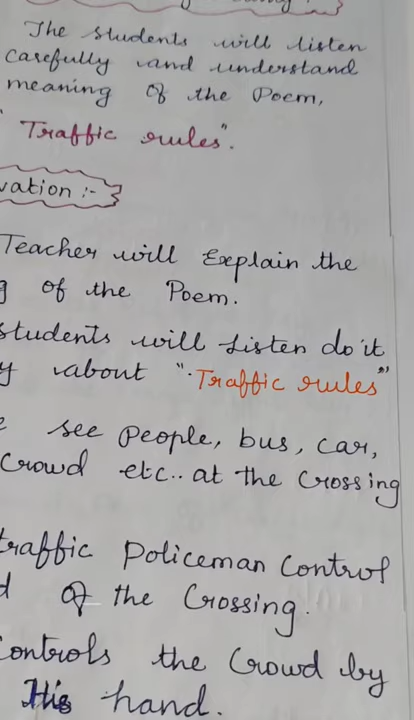 The students will listen
carefully and understand
meaning of the Poem,
"Traffic rules".
vation :-
Teacher will Explain the
g of the Poem.
students will listen do it
y about "Traffic rules"
e see People, bus, car,
Crowd etc.. at the Crossing
traffic Policeman Control
d of the Crossing.
Controls the Crowd by
His hand.